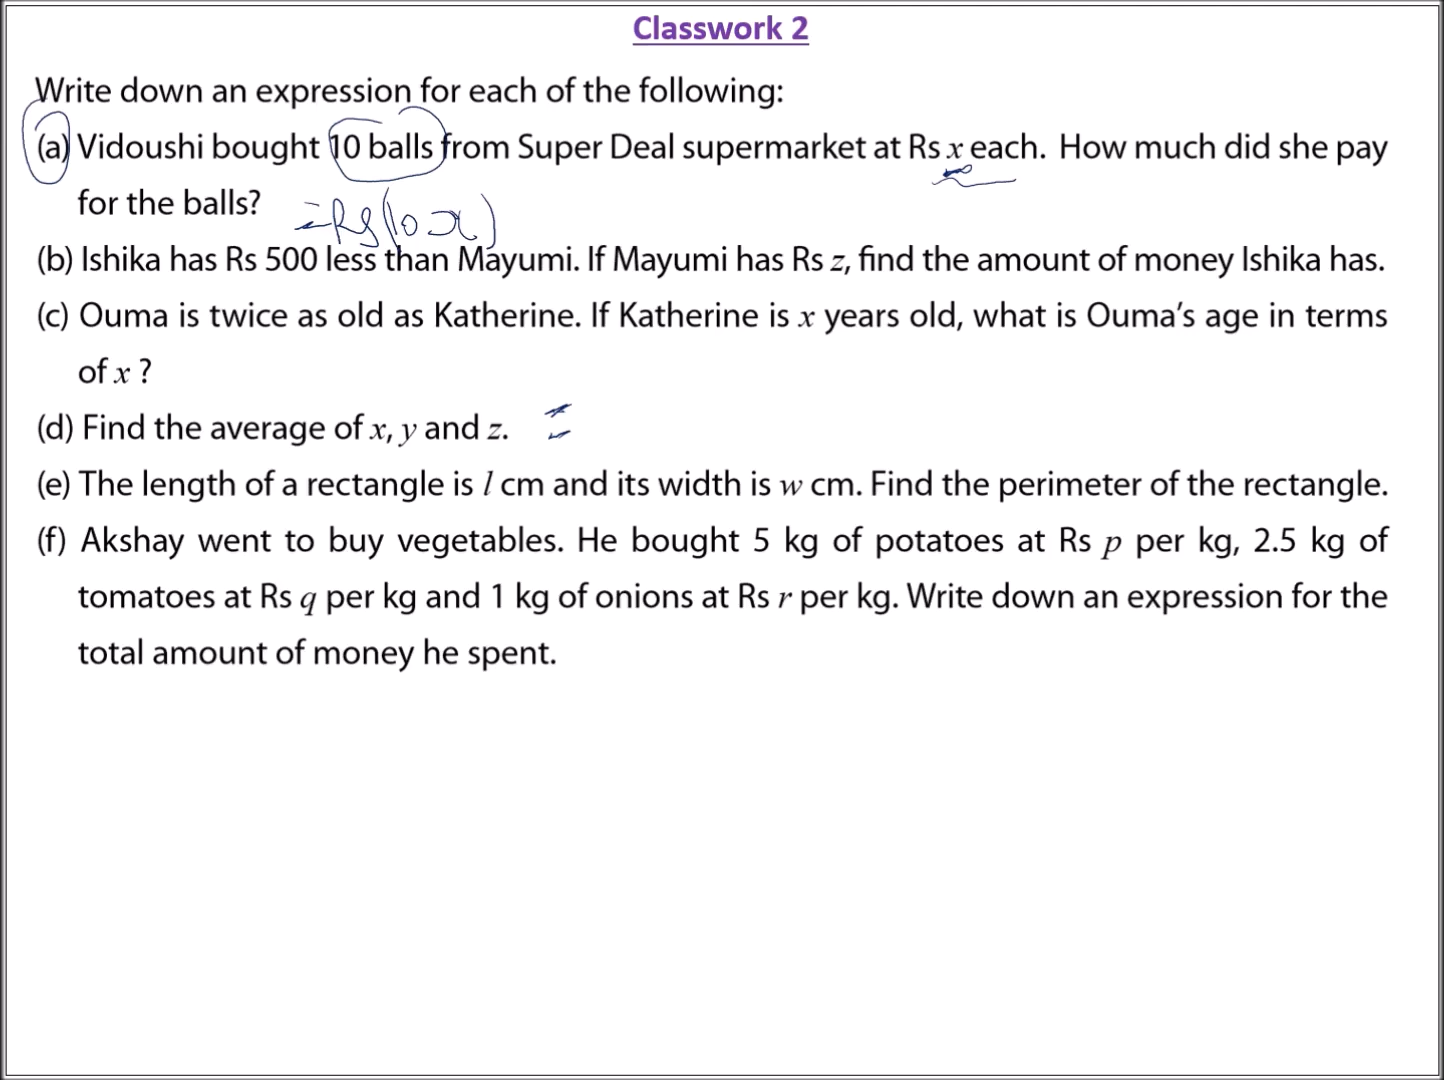 Classwork 2
Write down an expression for each of the following:
(a) Vidoushi bought 10 balls from Super Deal supermarket at Rs x each. How much did she pay
for the balls?
=Rs(10x)
(b) Ishika has Rs 500 less than Mayumi. If Mayumi has Rs z, find the amount of money Ishika has.
(c) Ouma is twice as old as Katherine. If Katherine is x years old, what is Ouma’s age in terms
of x ?
(d) Find the average of x, y and z. =
(e) The length of a rectangle is l cm and its width is w cm. Find the perimeter of the rectangle.
(f) Akshay went to buy vegetables. He bought 5 kg of potatoes at Rs p per kg, 2.5 kg of
tomatoes at Rs q per kg and 1 kg of onions at Rs r per kg. Write down an expression for the
total amount of money he spent.